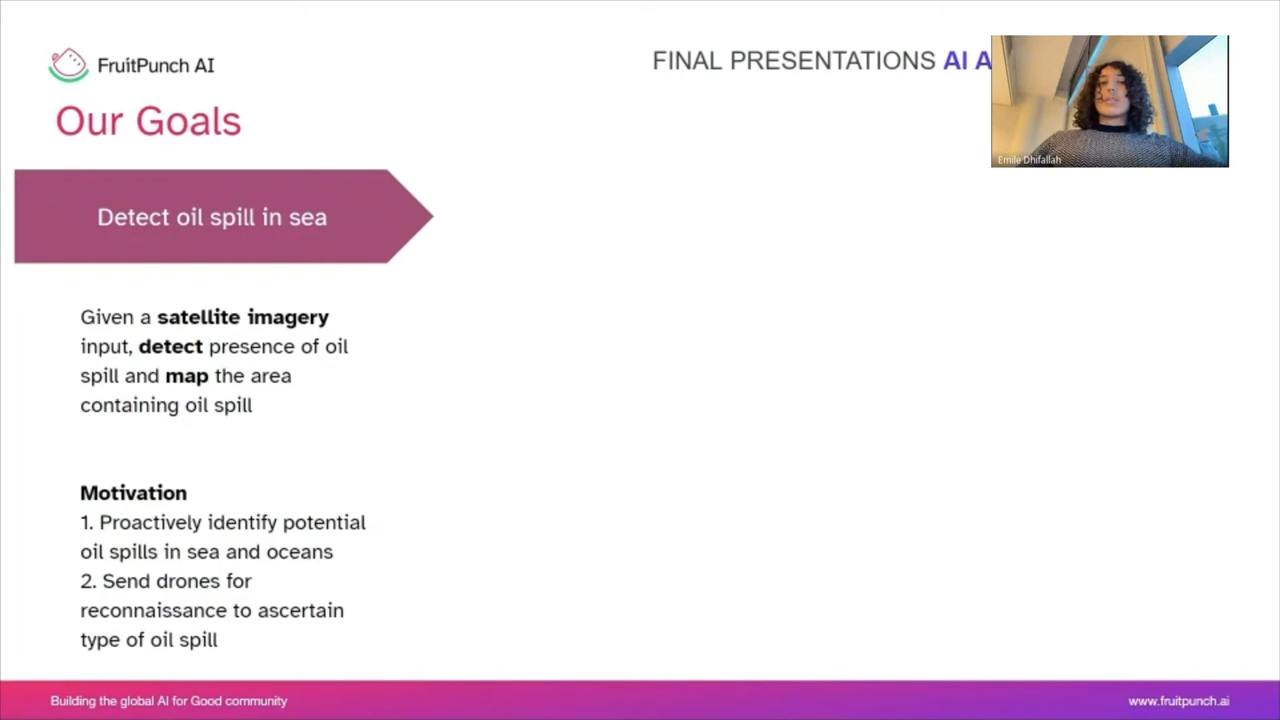 FruitPunch AI
FINAL PRESENTATIONS AI A
Our Goals
Emile Dhifallah
Detect oil spill in sea
Given a satellite imagery
input, detect presence of oil
spill and map the area
containing oil spill
Motivation
1. Proactively identify potential
oil spills in sea and oceans
2. Send drones for
reconnaissance to ascertain
type of oil spill
Building the global AI for Good community
www.fruitpunch.ai